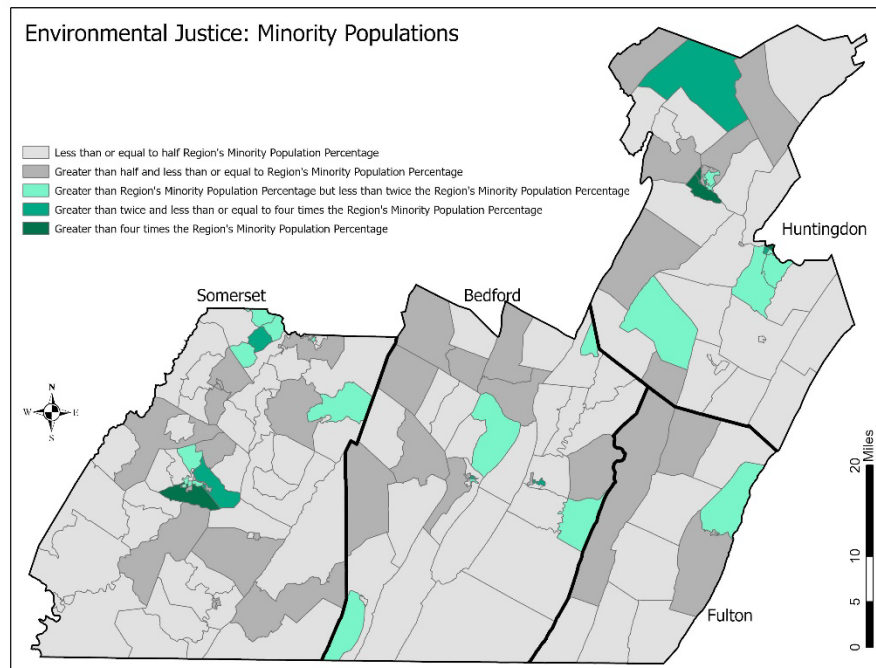 Environmental Justice: Minority Populations
Less than or equal to half Region's Minority Population Percentage
Greater than half and less than or equal to Region's Minority Population Percentage
Greater than Region's Minority Population Percentage but less than twice the Region's Minority Population Percentage
Greater than twice and less than or equal to four times the Region's Minority Population Percentage
Greater than four times the Region's Minority Population Percentage
Huntingdon
Somerset
Bedford
N
W
E
S
Fulton
0
5
10
20
Miles